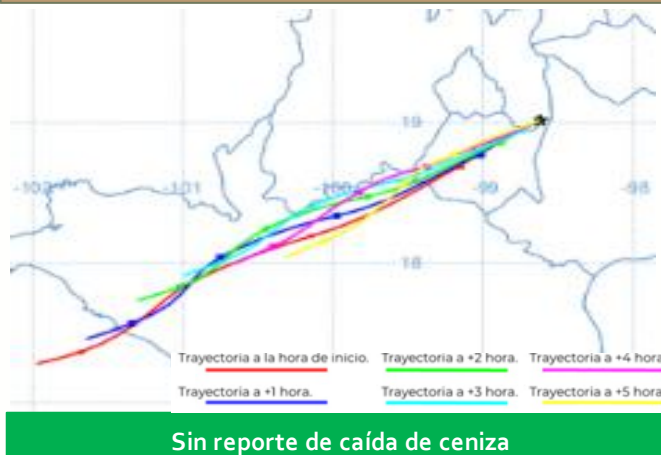 19
-102 -101 -100 -99 -98
18
Trayectoria a la hora de inicio. Trayectoria a +2 hora. Trayectoria a +4 hora
Trayectoria a +1 hora. Trayectoria a +3 hora. Trayectoria a +5 hora
Sin reporte de caída de ceniza